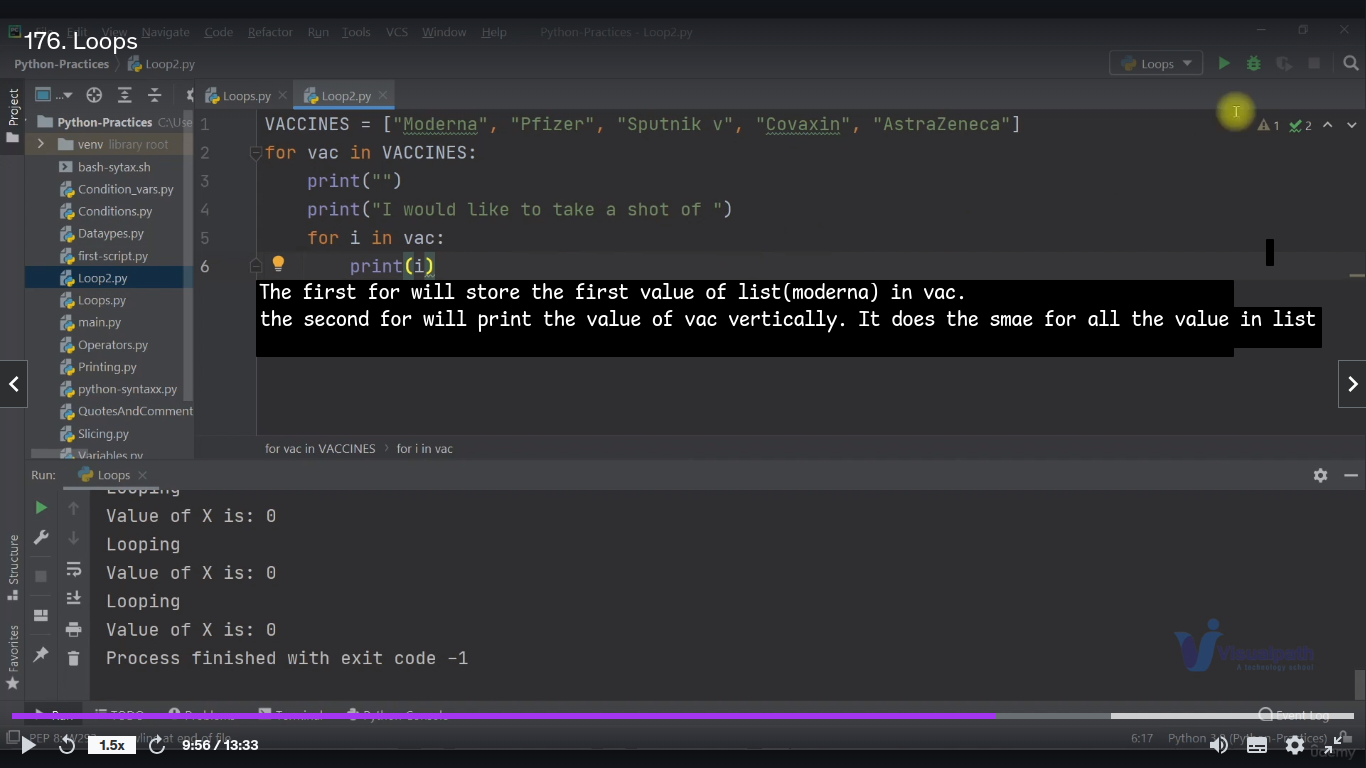 176. Loops
File Edit View Navigate Code Refactor Run Tools VCS Window Help Python-Practices - Loop2.py
Python-Practices Loop2.py Loops
Project
Loops.py Loop2.py
Python-Practices C:\Use
venv library root
bash-sytax.sh
Condition_vars.py
Conditions.py
Dataypes.py
first-script.py
Loop2.py
Loops.py
main.py
Operators.py
Printing.py
python-syntaxx.py
QuotesAndComment
Slicing.py
Variables.py
1 VACCINES = ["Moderna", "Pfizer", "Sputnik v", "Covaxin", "AstraZeneca"]
2 for vac in VACCINES:
3 print("")
4 print("I would like to take a shot of ")
5 for i in vac:
6 print(i)
1 2
The first for will store the first value of list(moderna) in vac.
the second for will print the value of vac vertically. It does the smae for all the value in list
for vac in VACCINES for i in vac
Run: Loops
Looping
Value of X is: 0
Looping
Value of X is: 0
Looping
Value of X is: 0
Process finished with exit code -1
Structure
Favorites
Visualpath
A technology school
Run TODO Problems Terminal Python Console Event Log
PEP 8: at end of file 6:17 Python (Python-Practices)
1.5x 9:56 / 13:33
ûdemy